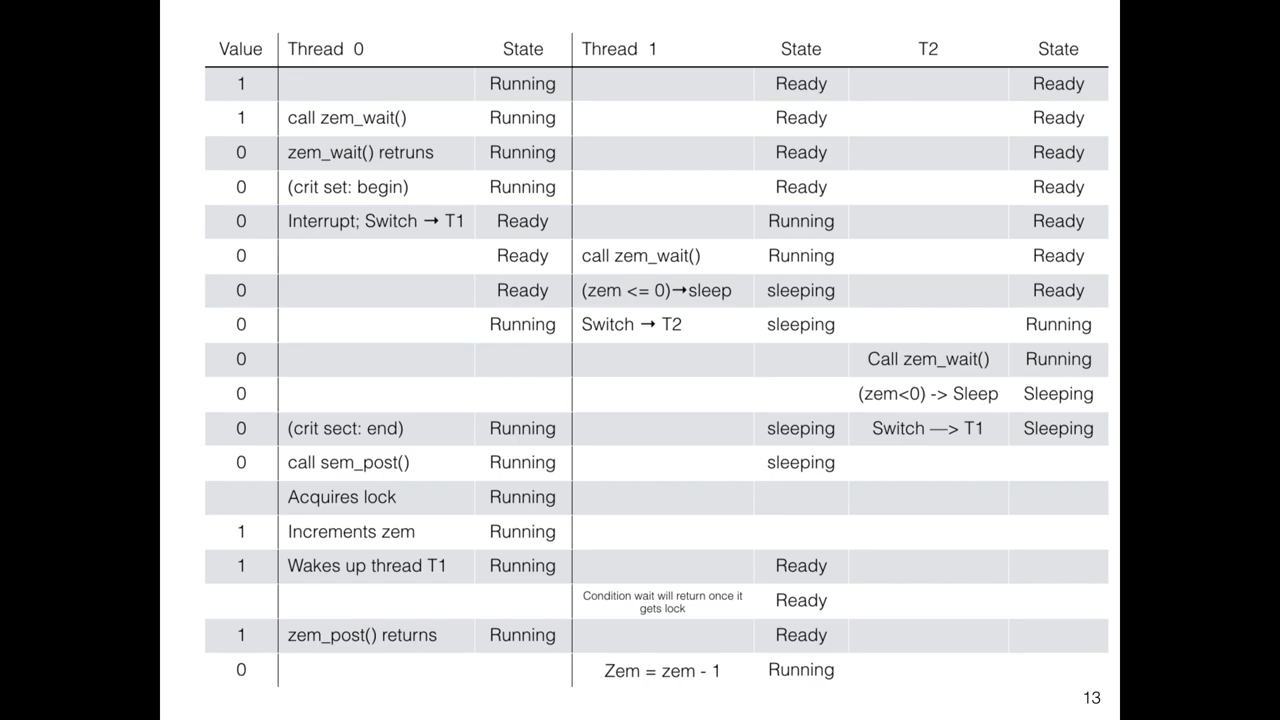 Value Thread 0 State Thread 1 State T2 State
1 Running Ready Ready
1 call zem_wait() Running Ready Ready
0 zem_wait() retruns Running Ready Ready
0 (crit set: begin) Running Ready Ready
0 Interrupt; Switch → T1 Ready Running Ready
0 Ready call zem_wait() Running Ready
0 Ready (zem <= 0)→sleep sleeping Ready
0 Running Switch → T2 sleeping Running
0 Call zem_wait() Running
0 (zem<0) -> Sleep Sleeping
0 (crit sect: end) Running sleeping Switch —> T1 Sleeping
0 call sem_post() Running sleeping
Acquires lock Running
1 Increments zem Running
1 Wakes up thread T1 Running Ready
Condition wait will return once it
gets lock Ready
1 zem_post() returns Running Ready
0 Zem = zem - 1 Running
13